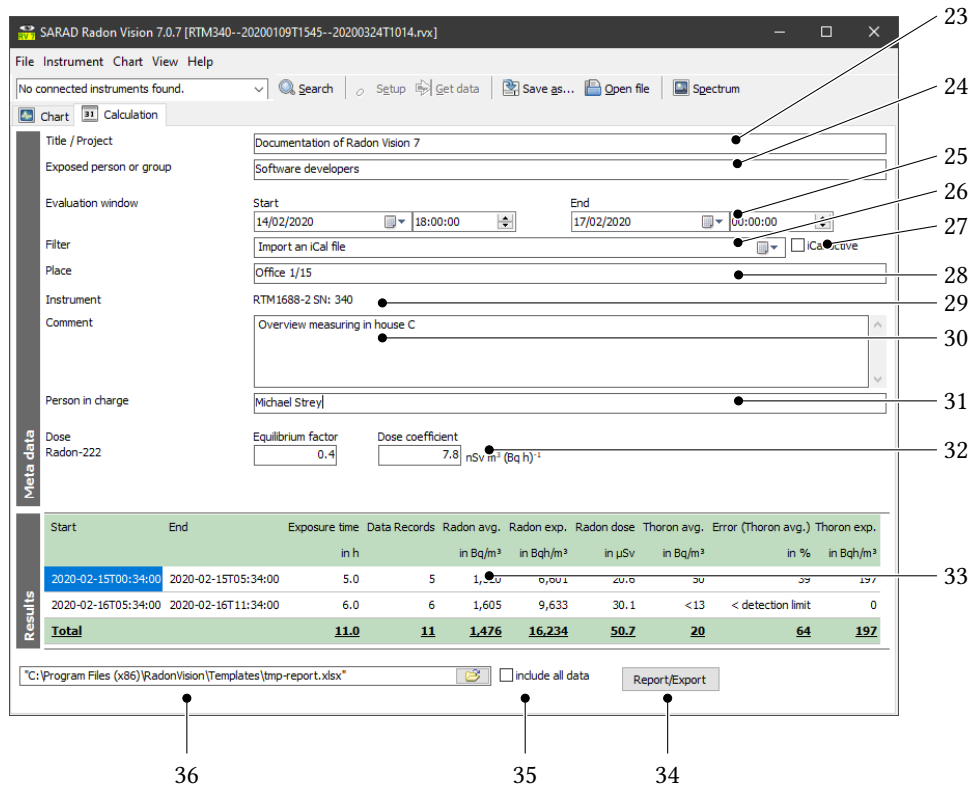 23
SARAD Radon Vision 7.0.7 [RTM340--20200109T1545--20200324T1014.rvx]
File Instrument Chart View Help
No connected instruments found. Search Setup Get data Save as... Open file Spectrum
24
Chart 31 Calculation
Title / Project Documentation of Radon Vision 7
Exposed person or group Software developers
25
Evaluation window Start End
26
14/02/2020 18:00:00 17/02/2020 00:00:00
27
Filter Import an iCal file
Place Office 1/15
28
Instrument RTM1688-2 SN: 340
29
Comment Overview measuring in house C
30
Person in charge Michael Strey
31
Meta data
Dose Equilibrium factor Dose coefficient
Radon-222 0.4 7.8 nSv m³ (Bq h)⁻¹
32
Results
Start End Exposure time Data Records Radon avg. Radon exp. Radon dose Thoron avg. Error (Thoron avg.) Thoron exp.
in h in Bq/m³ in Bqh/m³ in µSv in Bq/m³ in % in Bqh/m³
2020-02-15T00:34:00 2020-02-15T05:34:00 5.0 5 6,601 20.6 50 39 197
33
2020-02-16T05:34:00 2020-02-16T11:34:00 6.0 6 1,605 9,633 30.1 <13 < detection limit 0
Total 11.0 11 1,476 16,234 50.7 20 64 197
"C:\Program Files (x86)\RadonVision\Templates\tmp-report.xlsx" include all data Report/Export
36 35 34